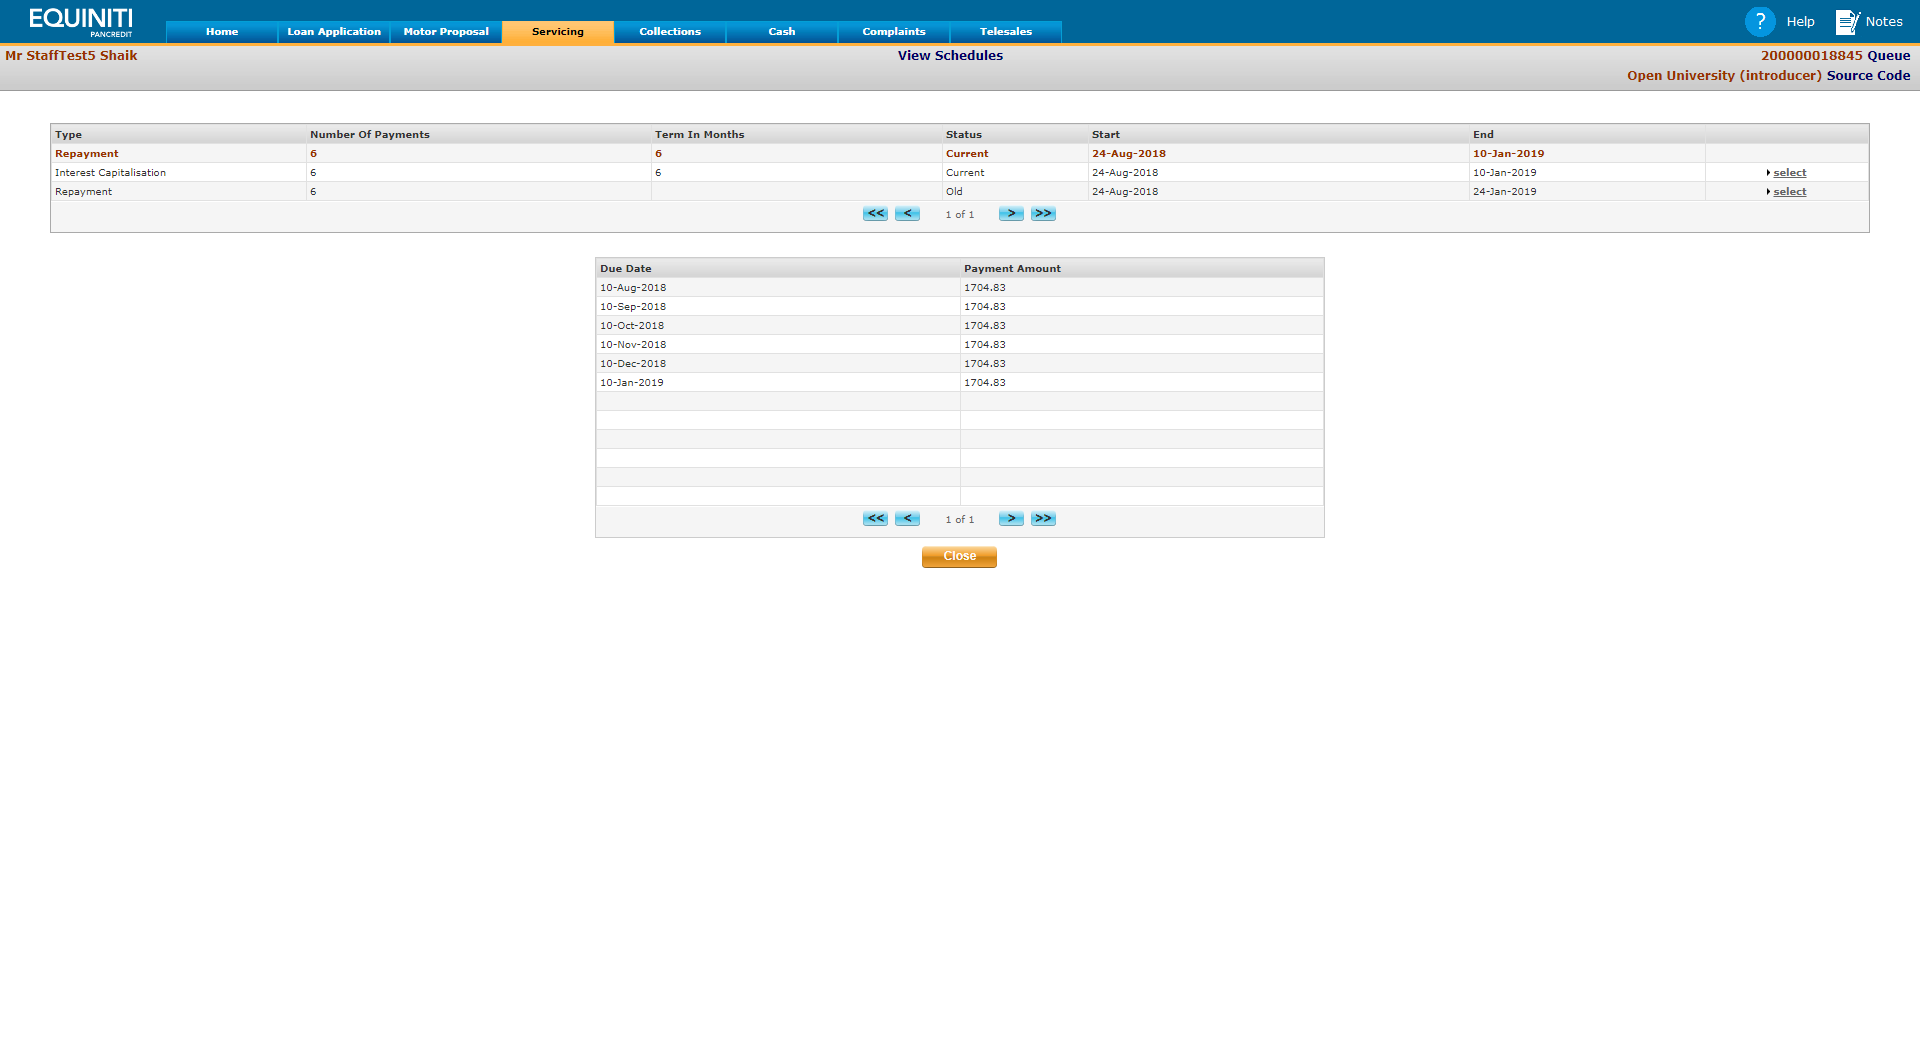 EQUINITI
PANCREDIT
Home Loan Application Motor Proposal Servicing Collections Cash Complaints Telesales
? Help Notes
Mr StaffTest5 Shaik View Schedules 200000018845 Queue
Open University (introducer) Source Code
Type Number Of Payments Term In Months Status Start End
Repayment 6 6 Current 24-Aug-2018 10-Jan-2019
Interest Capitalisation 6 6 Current 24-Aug-2018 10-Jan-2019 select
Repayment 6 Old 24-Aug-2018 24-Jan-2019 select
<< < 1 of 1 > >>
Due Date Payment Amount
10-Aug-2018 1704.83
10-Sep-2018 1704.83
10-Oct-2018 1704.83
10-Nov-2018 1704.83
10-Dec-2018 1704.83
10-Jan-2019 1704.83
<< < 1 of 1 > >>
Close